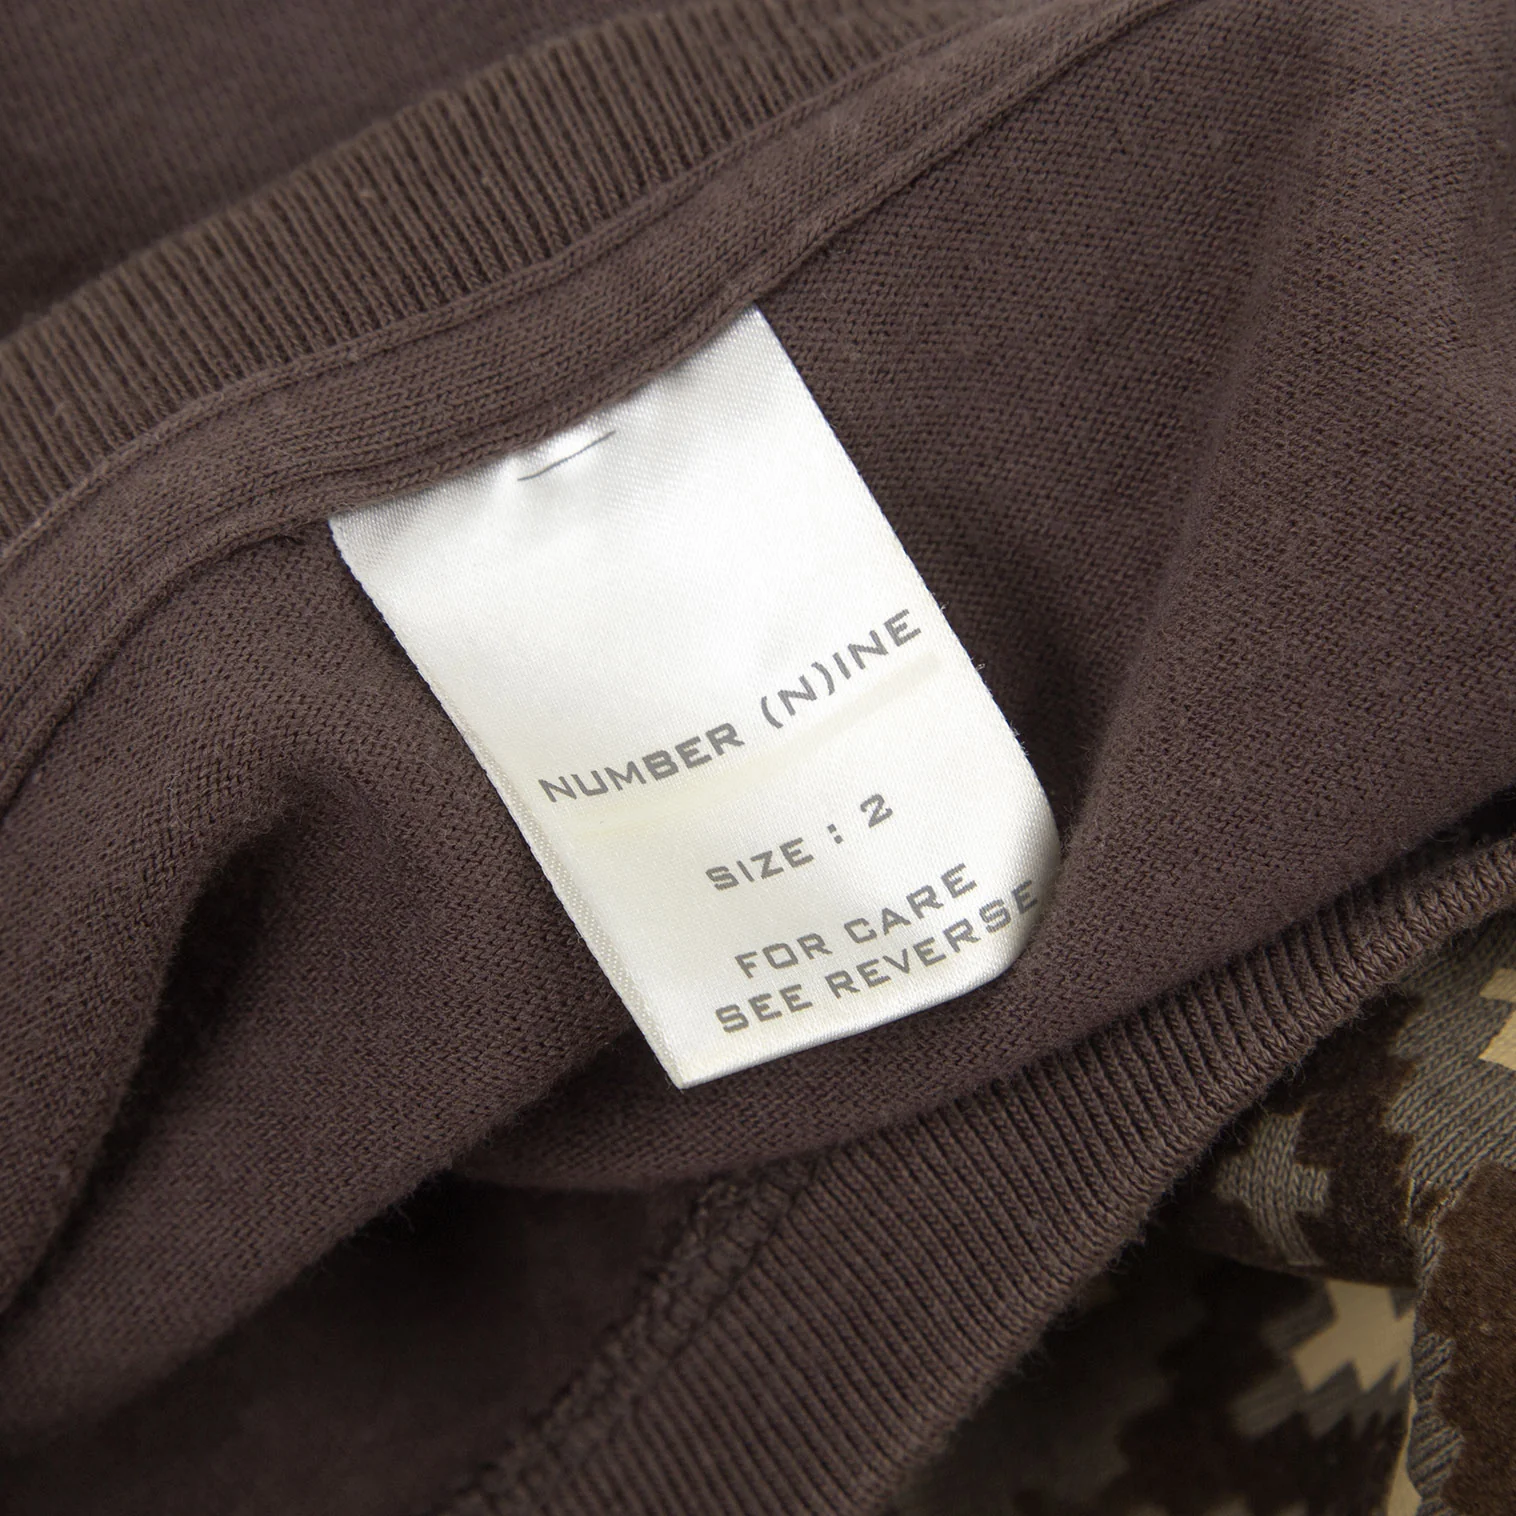 NUMBER (N)INE
SIZE : 2
FOR CARE
SEE REVERSE